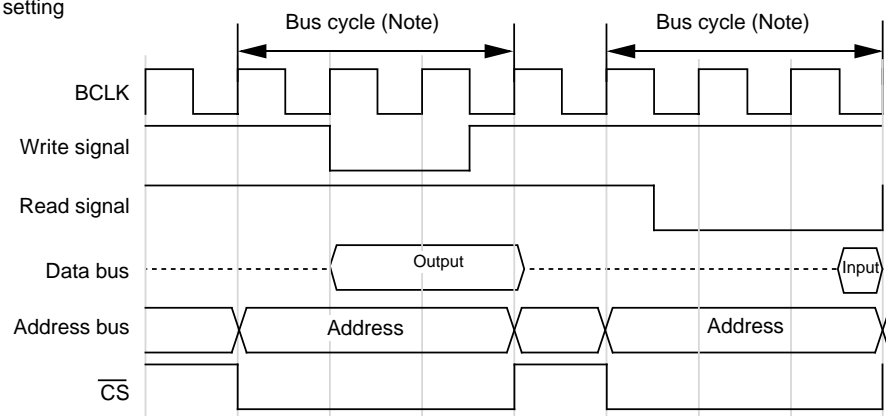 setting
Bus cycle (Note)
Bus cycle (Note)
BCLK
Write signal
Read signal
Data bus
Output
Input
Address bus
Address
Address
CS